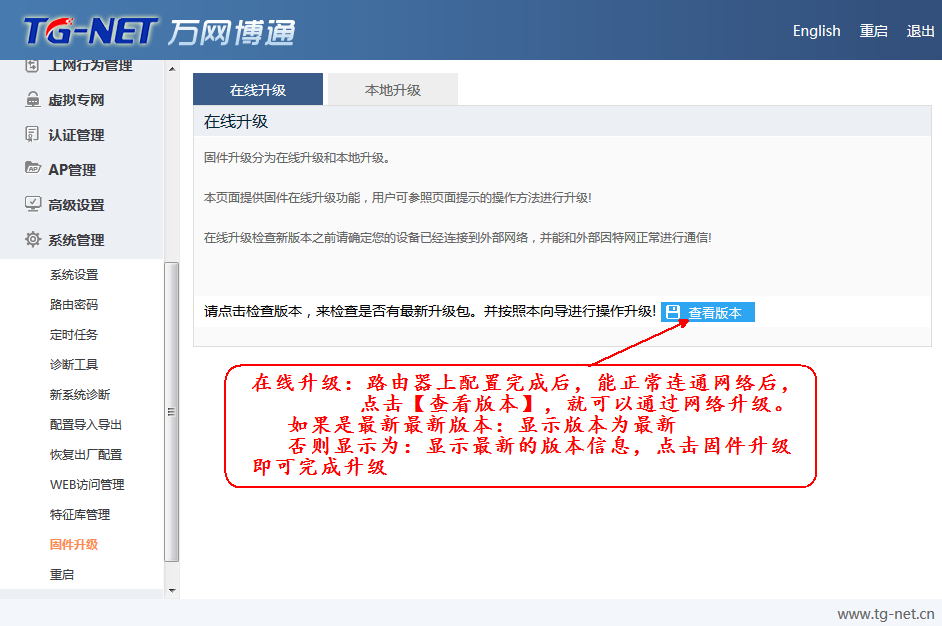 TG-NET 万网博通
English 重启 退出
上网行为管理
虚拟专网
认证管理
AP管理
高级设置
系统管理
系统设置
路由密码
定时任务
诊断工具
新系统诊断
配置导入导出
恢复出厂配置
WEB访问管理
特征库管理
固件升级
重启
在线升级 本地升级
在线升级
固件升级分为在线升级和本地升级。
本页面提供固件在线升级功能，用户可参照页面提示的操作方法进行升级!
在线升级检查新版本之前请确定您的设备已经连接到外部网络，并能和外部因特网正常进行通信!
请点击检查版本，来检查是否有最新升级包。并按照本向导进行操作升级! 查看版本
在线升级：路由器上配置完成后，能正常连通网络后，
点击【查看版本】，就可以通过网络升级。
如果是最新最新版本：显示版本为最新
否则显示为：显示最新的版本信息，点击固件升级
即可完成升级
www.tg-net.cn